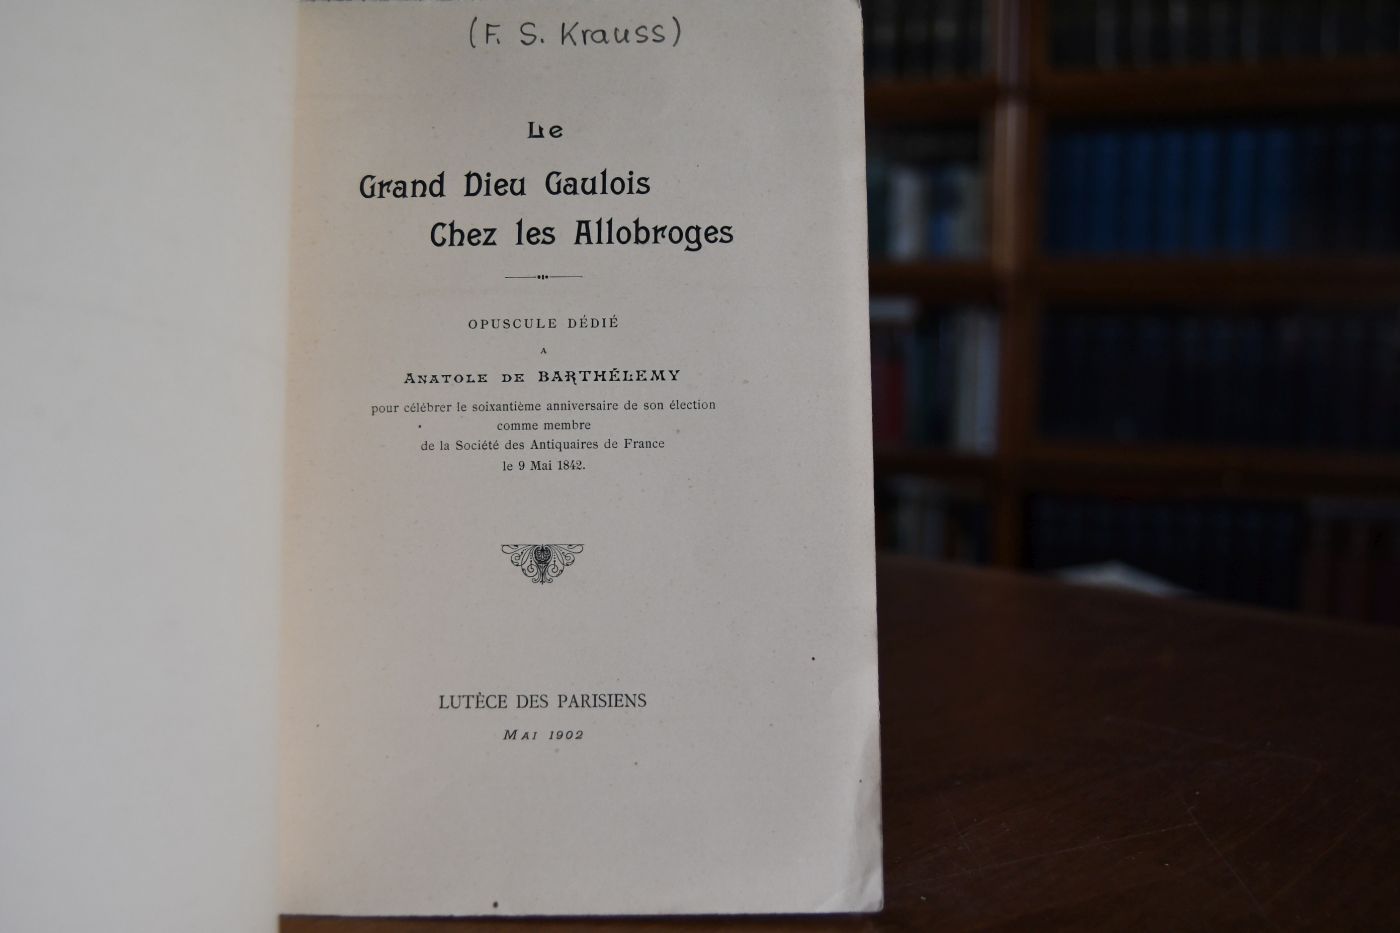 (F. S. Krauss)
Le
Grand Dieu Gaulois
Chez les Allobroges
OPUSCULE DÉDIÉ
A
ANATOLE DE BARTHÉLEMY
pour célébrer le soixantième anniversaire de son élection
comme membre
de la Société des Antiquaires de France
le 9 Mai 1842.
LUTÈCE DES PARISIENS
MAI 1902